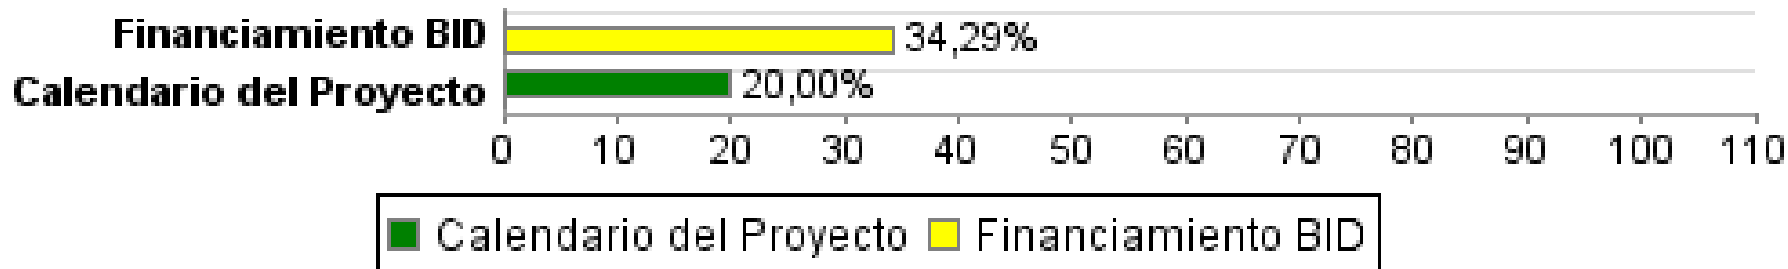 Financiamiento BID 34,29%
Calendario del Proyecto 20,00%
0 10 20 30 40 50 60 70 80 90 100 110
Calendario del Proyecto Financiamiento BID